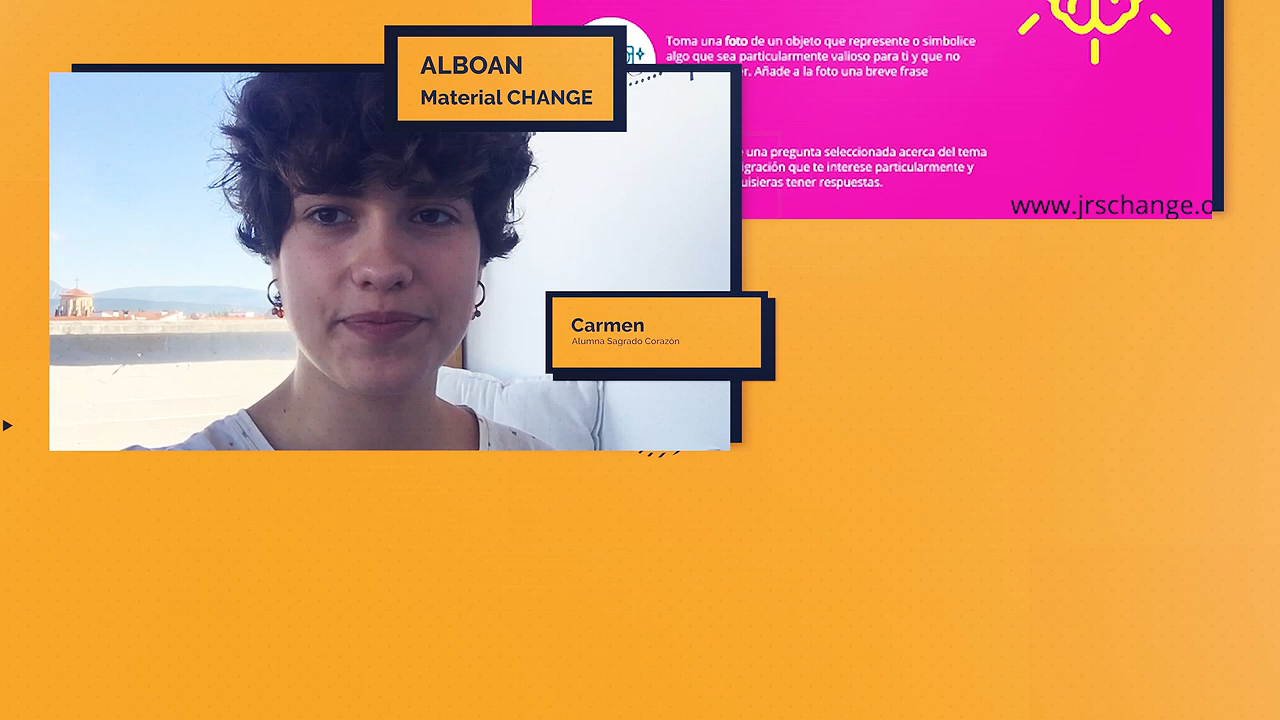 ALBOAN
Material CHANGE
Toma una foto de un objeto que represente o simbolice
algo que sea particularmente valioso para ti y que no
r. Añade a la foto una breve frase
una pregunta seleccionada acerca del tema
gración que te interese particularmente y
uisieras tener respuestas.
www.jrschange.o
Carmen
Alumna Sagrado Corazón